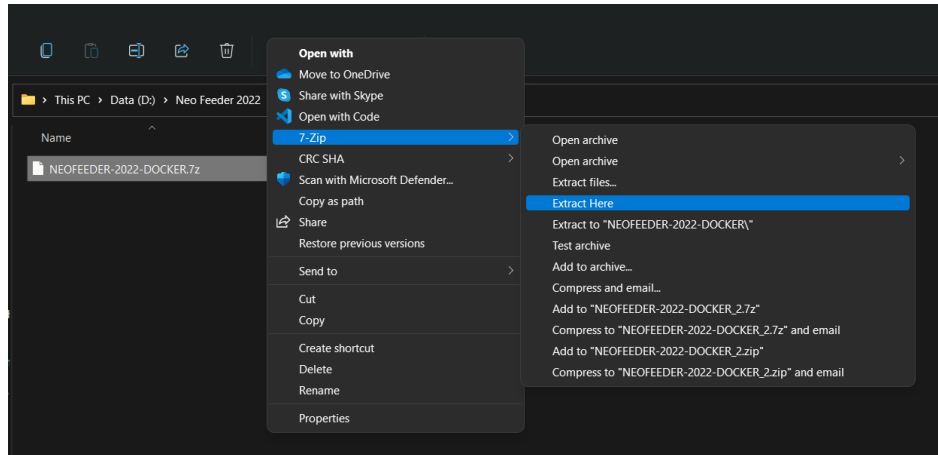 This PC > Data (D:) > Neo Feeder 2022
Name
NEOFEEDER-2022-DOCKER.7z
Open with
Move to OneDrive
Share with Skype
Open with Code
7-Zip
CRC SHA
Scan with Microsoft Defender...
Copy as path
Share
Restore previous versions
Send to
Cut
Copy
Create shortcut
Delete
Rename
Properties
Open archive
Open archive
Extract files...
Extract Here
Extract to "NEOFEEDER-2022-DOCKER\"
Test archive
Add to archive...
Compress and email...
Add to "NEOFEEDER-2022-DOCKER_2.7z"
Compress to "NEOFEEDER-2022-DOCKER_2.7z" and email
Add to "NEOFEEDER-2022-DOCKER_2.zip"
Compress to "NEOFEEDER-2022-DOCKER_2.zip" and email